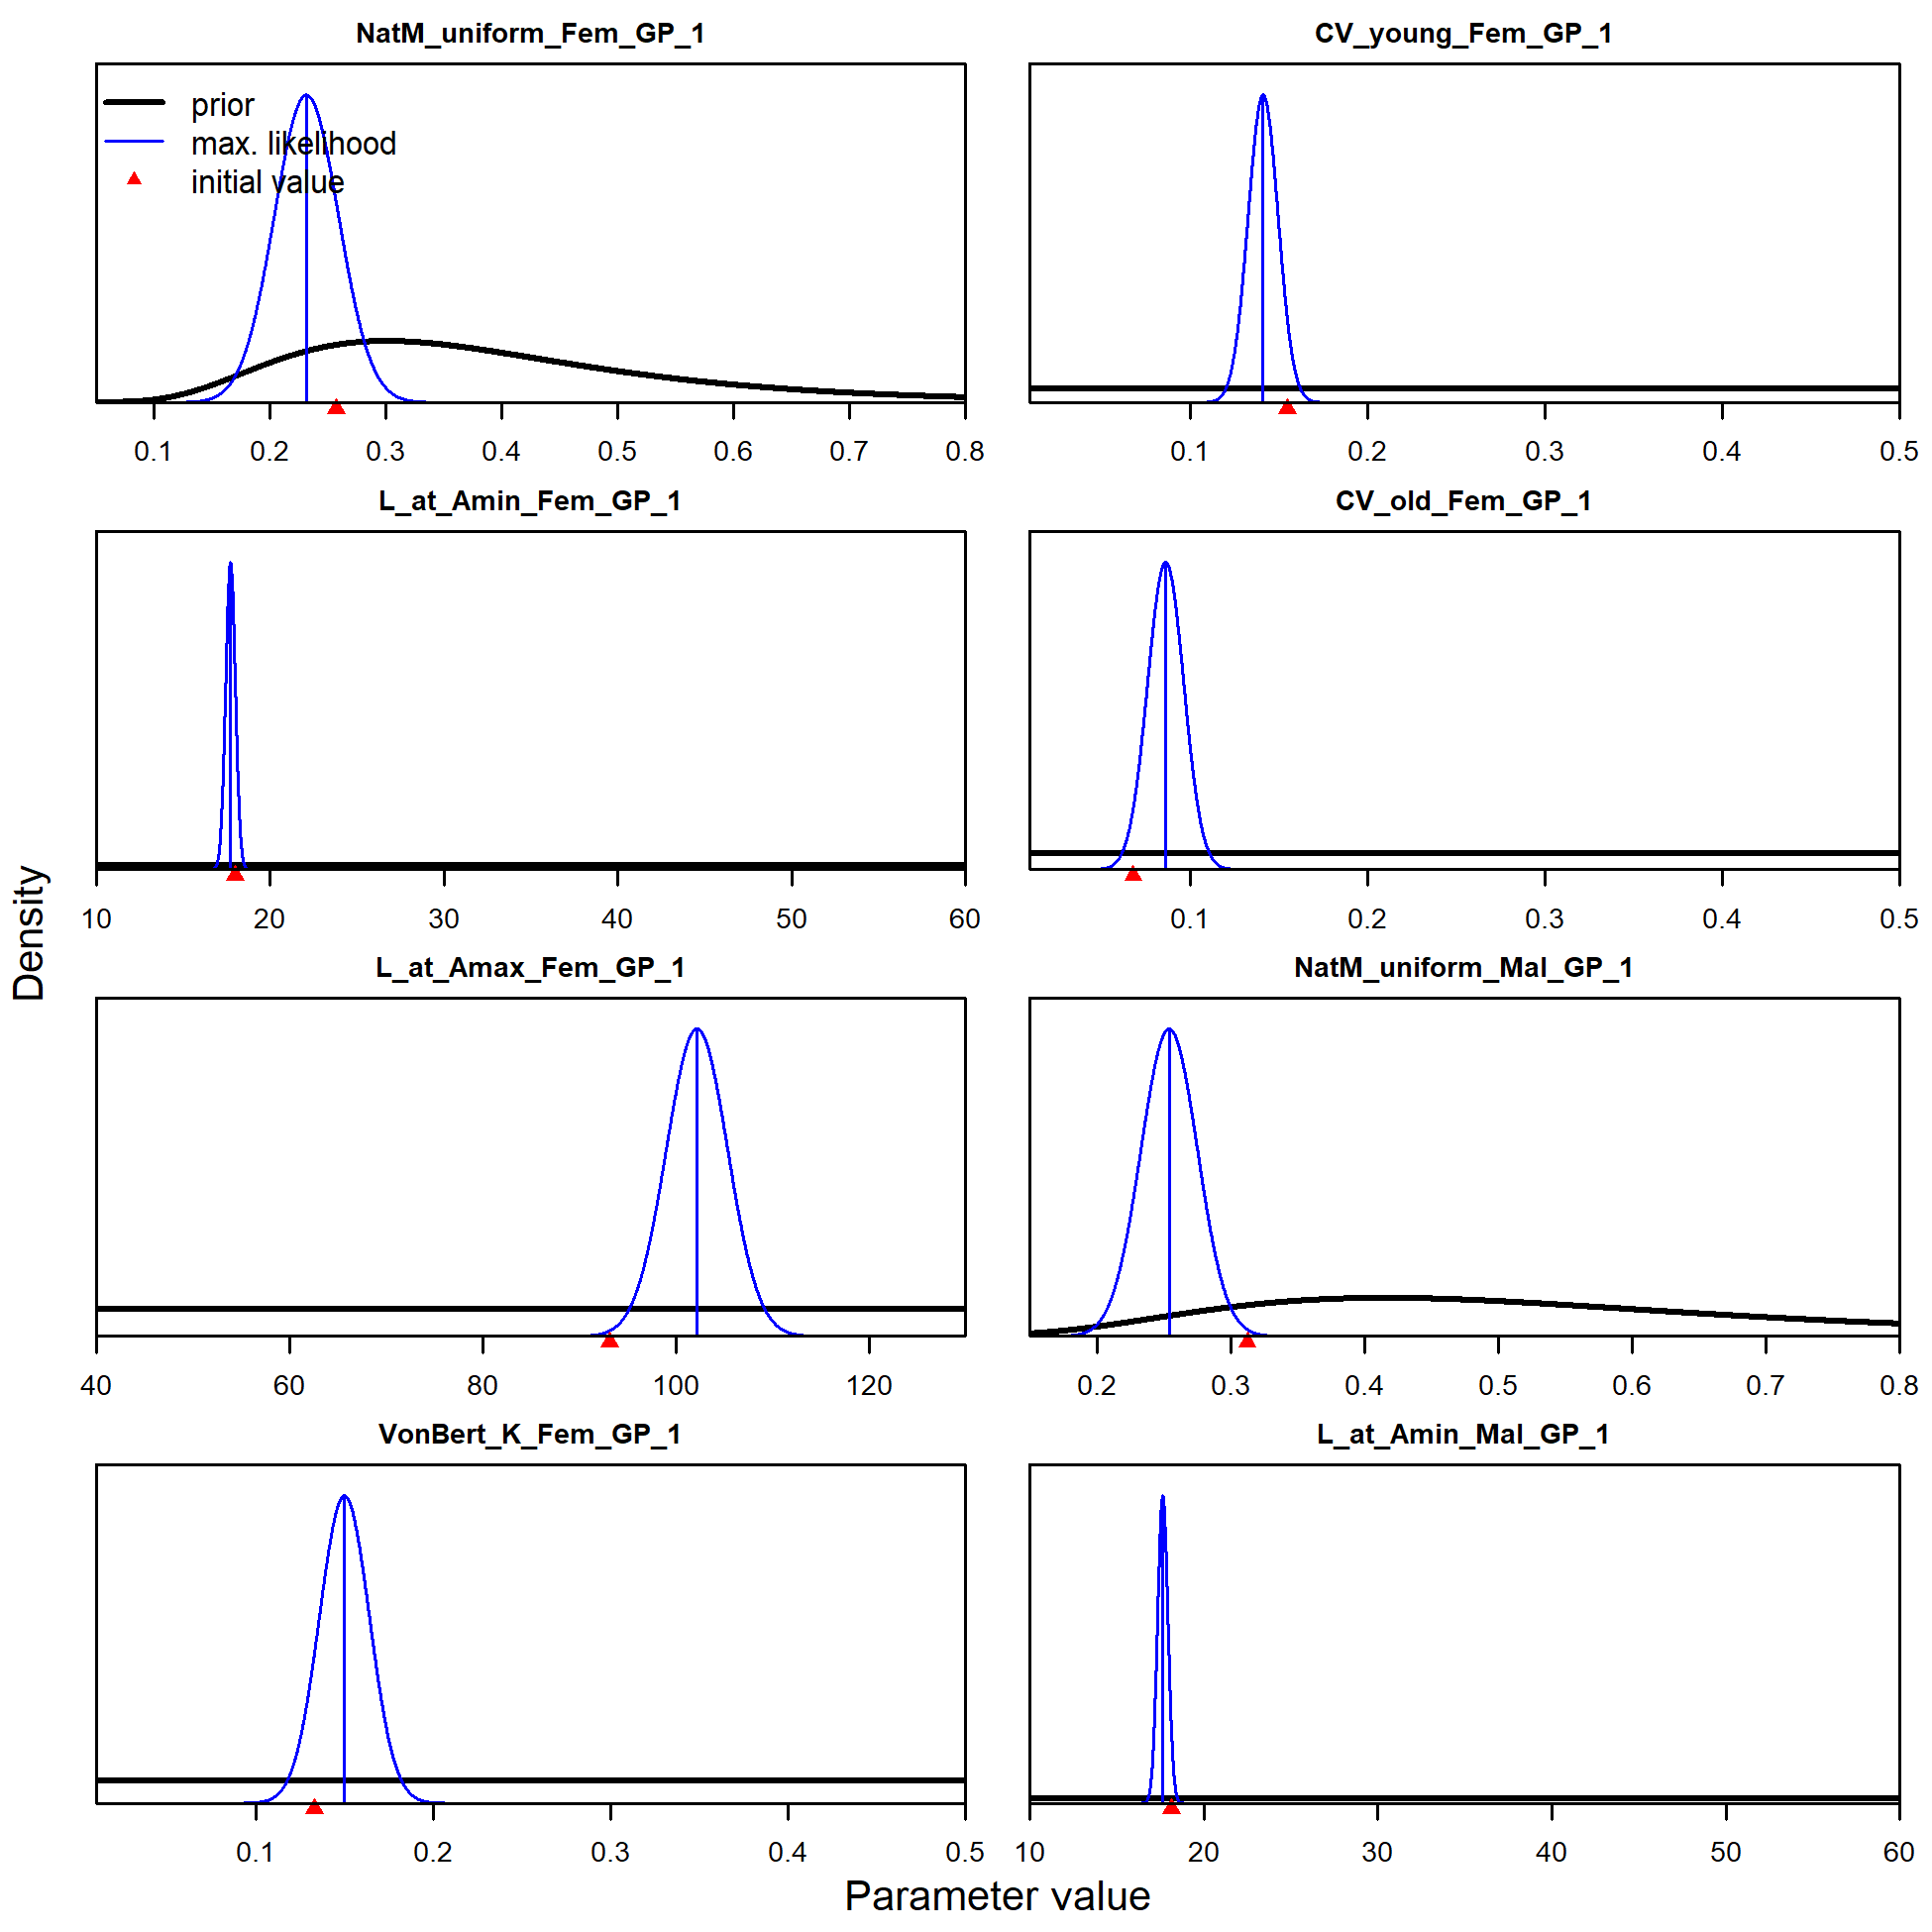 NatM_uniform_Fem_GP_1
prior
max. likelihood
initial value
0.1 0.2 0.3 0.4 0.5 0.6 0.7 0.8
CV_young_Fem_GP_1
0.1 0.2 0.3 0.4 0.5
L_at_Amin_Fem_GP_1
10 20 30 40 50 60
CV_old_Fem_GP_1
0.1 0.2 0.3 0.4 0.5
L_at_Amax_Fem_GP_1
40 60 80 100 120
NatM_uniform_Mal_GP_1
0.2 0.3 0.4 0.5 0.6 0.7 0.8
VonBert_K_Fem_GP_1
0.1 0.2 0.3 0.4 0.5
L_at_Amin_Mal_GP_1
10 20 30 40 50 60
Density
Parameter value